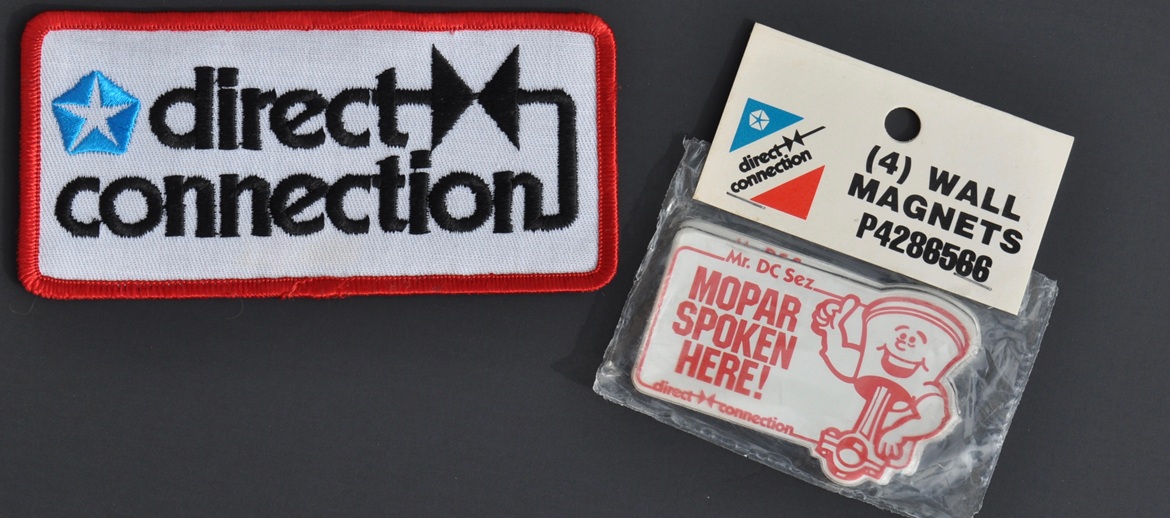 direct
connection
direct
connection
(4) WALL
MAGNETS
P4286566
Mr. DC Sez
MOPAR
SPOKEN
HERE!
direct connection